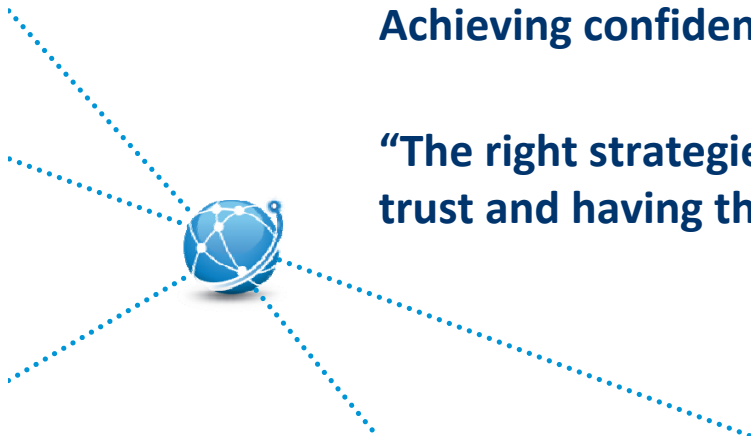 Achieving confiden
“The right strategie
trust and having th